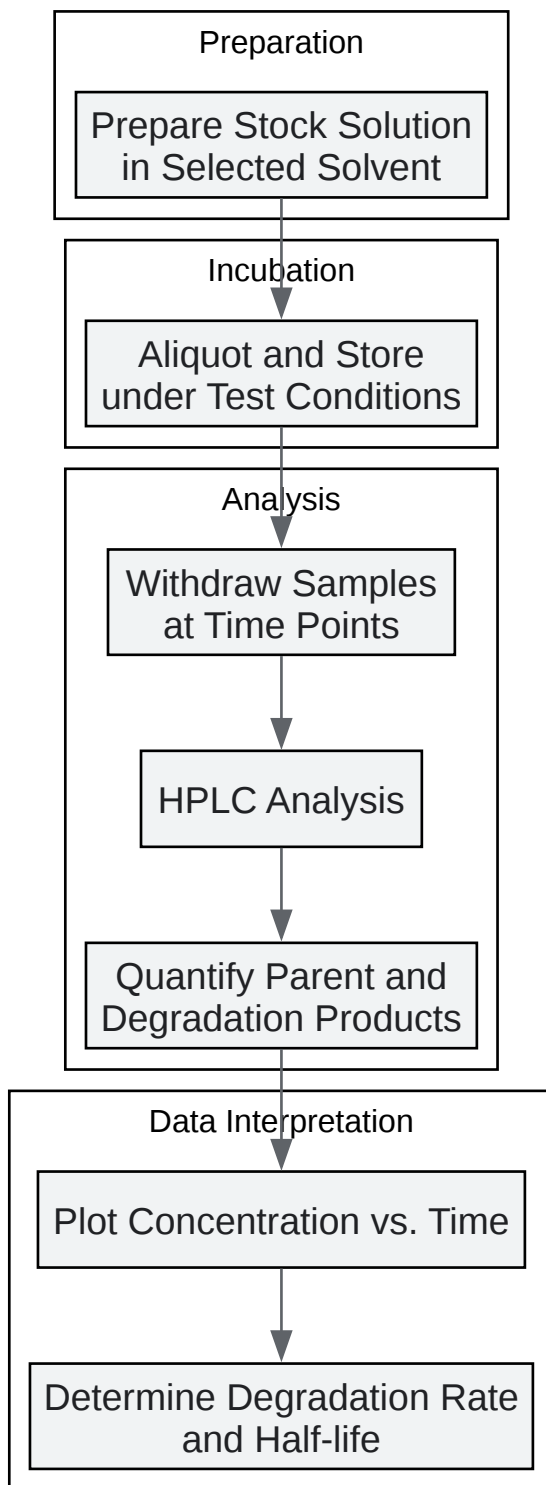 Preparation
Prepare Stock Solution
in Selected Solvent
Incubation
Aliquot and Store
under Test Conditions
Analysis
Withdraw Samples
at Time Points
HPLC Analysis
Quantify Parent and
Degradation Products
Data Interpretation
Plot Concentration vs. Time
Determine Degradation Rate
and Half-life